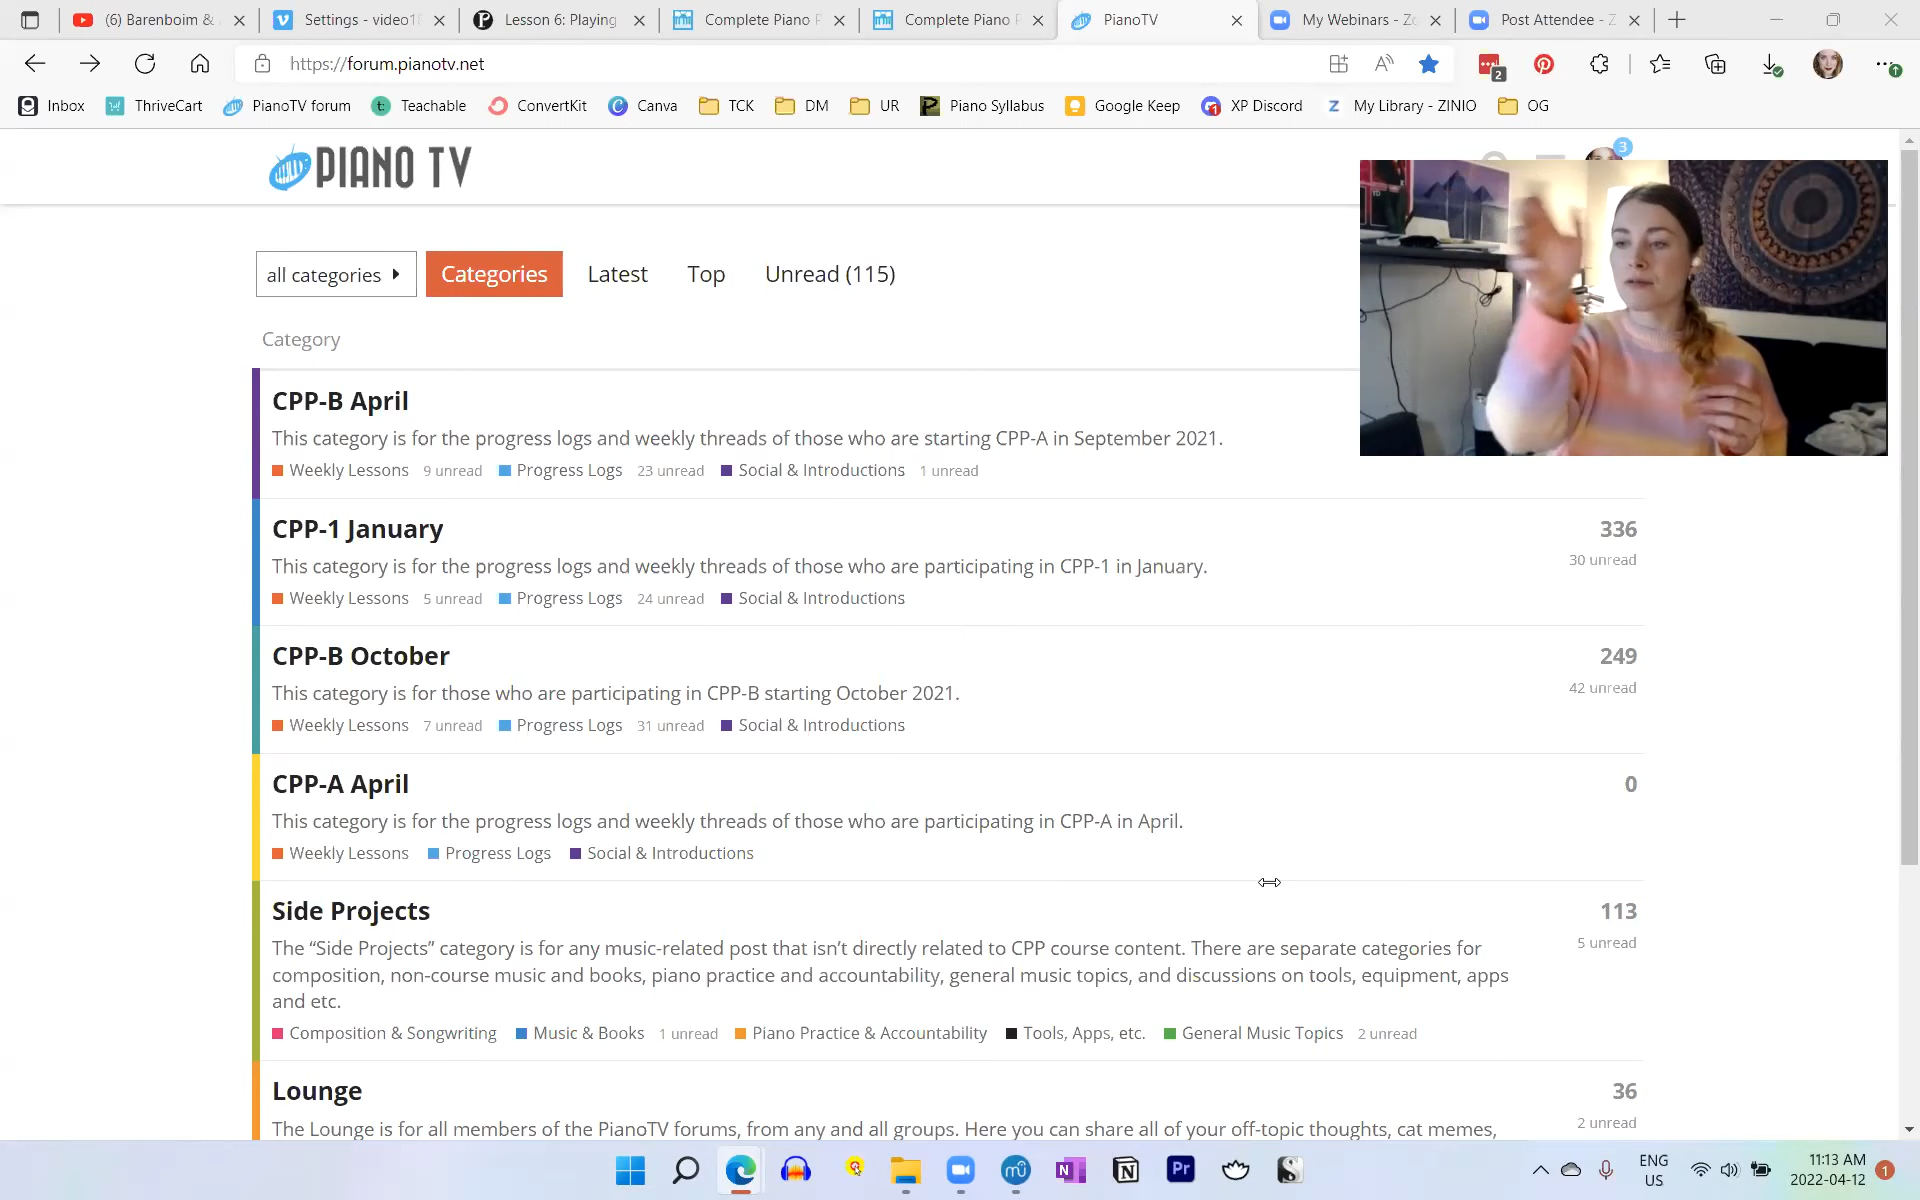 (6) Barenboim &
Settings - video1
Lesson 6: Playing
Complete Piano
Complete Piano
PianoTV
My Webinars - Zo
Post Attendee - Z
https://forum.pianotv.net
2
Inbox
ThriveCart
PianoTV forum
Teachable
ConvertKit
Canva
TCK
DM
UR
Piano Syllabus
Google Keep
XP Discord
My Library - ZINIO
OG
PIANO TV
3
all categories
Categories
Latest
Top
Unread (115)
Category
CPP-B April
This category is for the progress logs and weekly threads of those who are starting CPP-A in September 2021.
Weekly Lessons 9 unread Progress Logs 23 unread Social & Introductions 1 unread
CPP-1 January
336
This category is for the progress logs and weekly threads of those who are participating in CPP-1 in January.
30 unread
Weekly Lessons 5 unread Progress Logs 24 unread Social & Introductions
CPP-B October
249
This category is for those who are participating in CPP-B starting October 2021.
42 unread
Weekly Lessons 7 unread Progress Logs 31 unread Social & Introductions
CPP-A April
0
This category is for the progress logs and weekly threads of those who are participating in CPP-A in April.
Weekly Lessons Progress Logs Social & Introductions
Side Projects
113
The “Side Projects” category is for any music-related post that isn’t directly related to CPP course content. There are separate categories for
5 unread
composition, non-course music and books, piano practice and accountability, general music topics, and discussions on tools, equipment, apps
and etc.
Composition & Songwriting Music & Books 1 unread Piano Practice & Accountability Tools, Apps, etc. General Music Topics 2 unread
Lounge
36
The Lounge is for all members of the PianoTV forums, from any and all groups. Here you can share all of your off-topic thoughts, cat memes,
2 unread
Pr
ENG
US
11:13 AM
2022-04-12
1